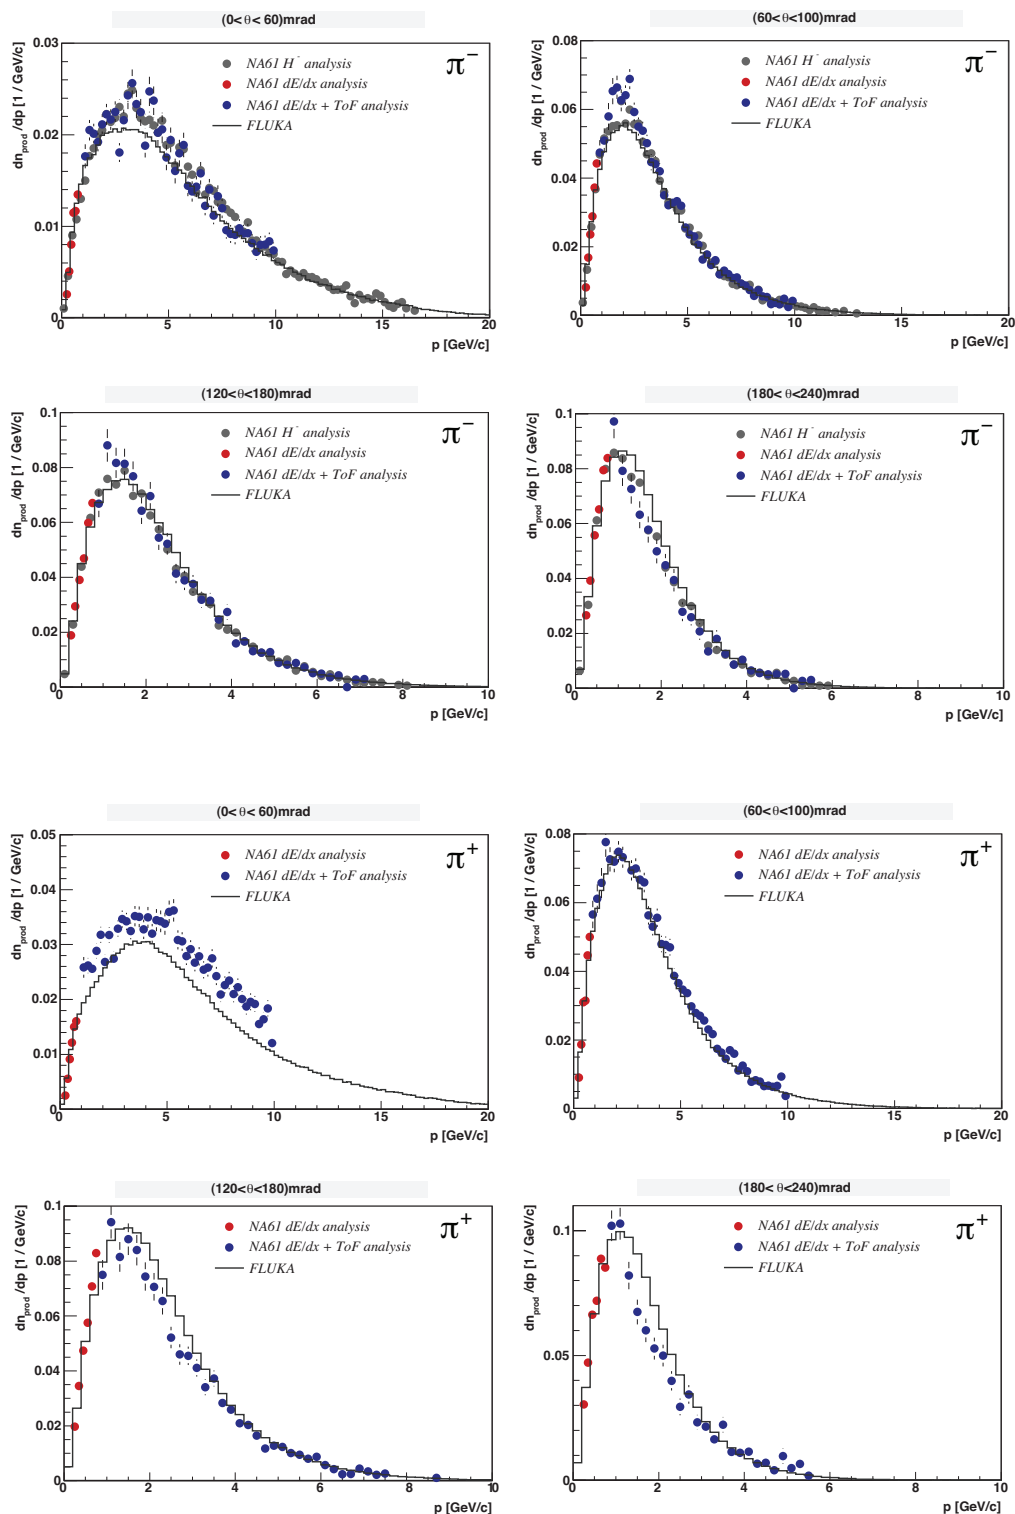 (0< θ< 60)mrad
dn_prod /dp [1 / GeV/c]
0.03
0.02
0.01
0
NA61 H⁻ analysis
NA61 dE/dx analysis
NA61 dE/dx + ToF analysis
FLUKA
π⁻
0 5 10 15 20
p [GeV/c]
(60< θ<100)mrad
dn_prod /dp [1 / GeV/c]
0.08
0.06
0.04
0.02
0
NA61 H⁻ analysis
NA61 dE/dx analysis
NA61 dE/dx + ToF analysis
FLUKA
π⁻
0 5 10 15 20
p [GeV/c]
(120<θ<180)mrad
dn_prod /dp [1 / GeV/c]
0.1
0.08
0.06
0.04
0.02
0
NA61 H⁻ analysis
NA61 dE/dx analysis
NA61 dE/dx + ToF analysis
FLUKA
π⁻
0 2 4 6 8 10
p [GeV/c]
(180< θ<240)mrad
dn_prod /dp [1 / GeV/c]
0.1
0.08
0.06
0.04
0.02
0
NA61 H⁻ analysis
NA61 dE/dx analysis
NA61 dE/dx + ToF analysis
FLUKA
π⁻
0 2 4 6 8 10
p [GeV/c]
(0< θ< 60)mrad
dn_prod /dp [1 / GeV/c]
0.05
0.04
0.03
0.02
0.01
0
NA61 dE/dx analysis
NA61 dE/dx + ToF analysis
FLUKA
π⁺
0 5 10 15 20
p [GeV/c]
(60< θ<100)mrad
dn_prod /dp [1 / GeV/c]
0.08
0.06
0.04
0.02
0
NA61 dE/dx analysis
NA61 dE/dx + ToF analysis
FLUKA
π⁺
0 5 10 15 20
p [GeV/c]
(120<θ<180)mrad
dn_prod /dp [1 / GeV/c]
0.1
0.08
0.06
0.04
0.02
0
NA61 dE/dx analysis
NA61 dE/dx + ToF analysis
FLUKA
π⁺
0 2 4 6 8 10
p [GeV/c]
(180< θ<240)mrad
dn_prod /dp [1 / GeV/c]
0.1
0.05
0
NA61 dE/dx analysis
NA61 dE/dx + ToF analysis
FLUKA
π⁺
0 2 4 6 8 10
p [GeV/c]